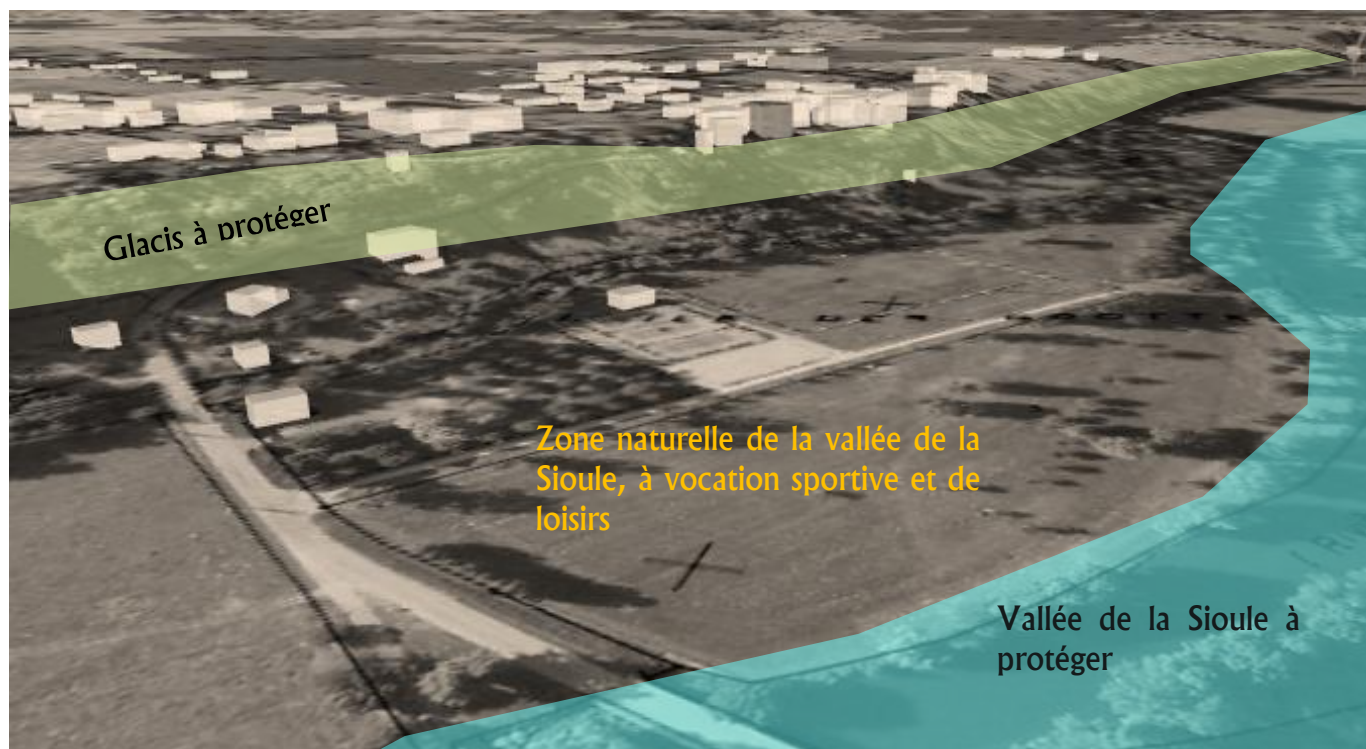 Glacis à protéger
Zone naturelle de la vallée de la
Sioule, à vocation sportive et de
loisirs
Vallée de la Sioule à
protéger